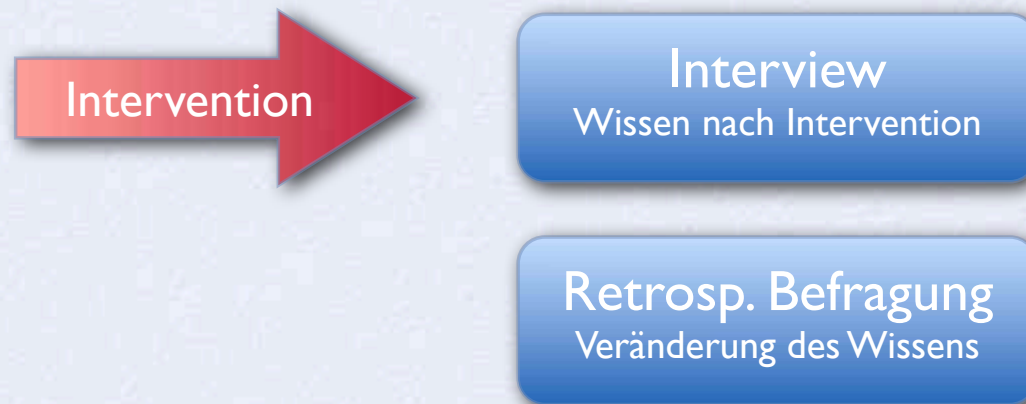 Intervention
Interview
Wissen nach Intervention
Retrosp. Befragung
Veränderung des Wissens